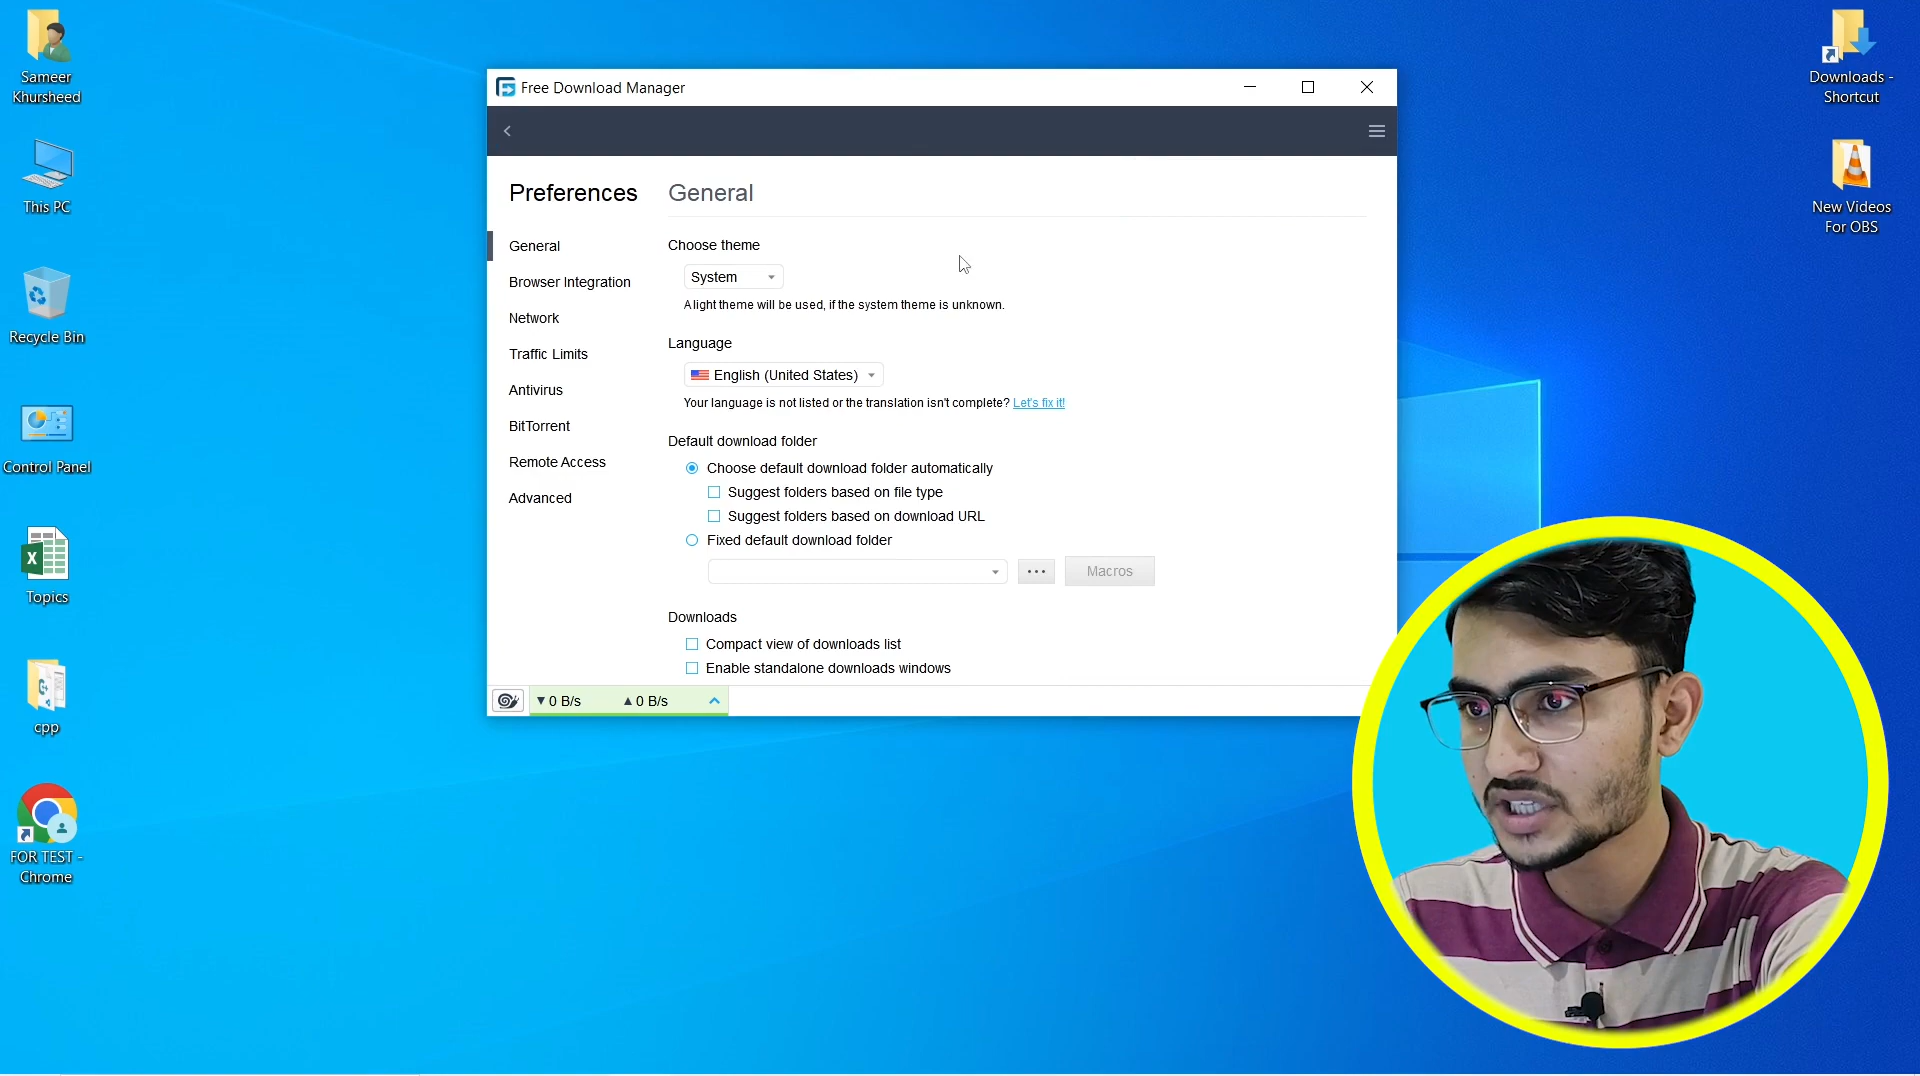 Sameer
Khursheed
This PC
Recycle Bin
Control Panel
Topics
cpp
FOR TEST -
Chrome
Free Download Manager
Preferences
General
General
Browser Integration
Network
Traffic Limits
Antivirus
BitTorrent
Remote Access
Advanced
Choose theme
System
A light theme will be used, if the system theme is unknown.
Language
English (United States)
Your language is not listed or the translation isn't complete? Let's fix it!
Default download folder
Choose default download folder automatically
Suggest folders based on file type
Suggest folders based on download URL
Fixed default download folder
Macros
Downloads
Compact view of downloads list
Enable standalone downloads windows
▼ 0 B/s ▲ 0 B/s
Downloads -
Shortcut
New Videos
For OBS